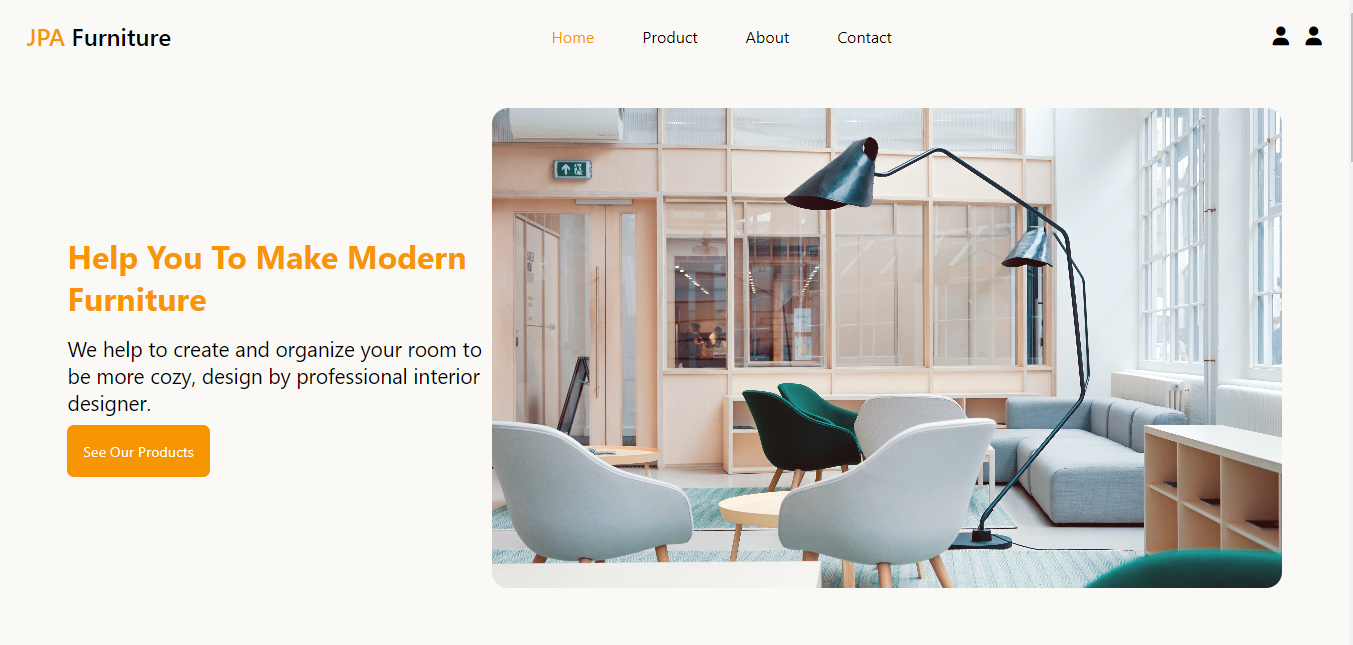 JPA Furniture
Home
Product
About
Contact
Help You To Make Modern
Furniture
We help to create and organize your room to
be more cozy, design by professional interior
designer.
See Our Products